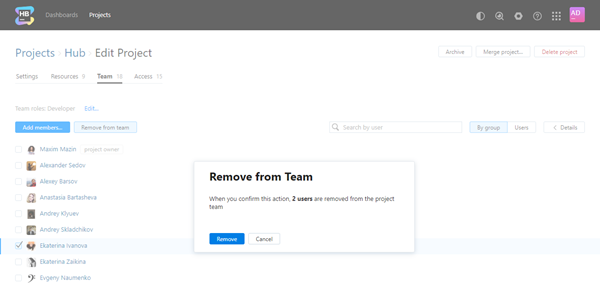 HB
Dashboards
Projects
AD
Projects › Hub › Edit Project
Archive
Merge project...
Delete project
Settings
Resources 9
Team 16
Access 15
Team roles: Developer Edit...
Add members...
Remove from team
Search by user
By group
Users
Details
Maxim Mazin project owner
Alexander Sedov
Alexey Barsov
Anastasia Bartasheva
Andrey Klyuev
Andrey Skladchikov
Ekaterina Ivanova
Ekaterina Zaikina
Evgeny Naumenko
Remove from Team
When you confirm this action, 2 users are removed from the project
team
Remove
Cancel